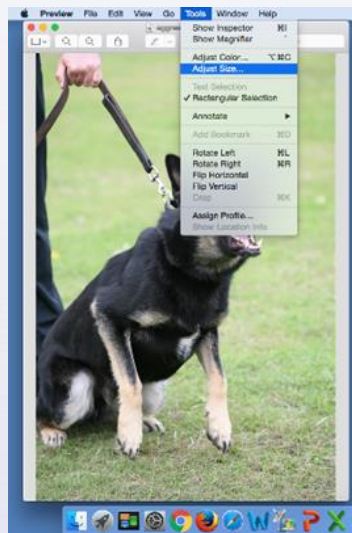 Preview File Edit View Go Tools Window Help
Show Inspector ⌘I
Show Magnifier `
Adjust Color... ⌥⌘C
Adjust Size...
Text Selection
✓ Rectangular Selection
Annotate ▶
Add Bookmark ⌘D
Rotate Left ⌘L
Rotate Right ⌘R
Flip Horizontal
Flip Vertical
Crop ⌘K
Assign Profile...
Show Location Info